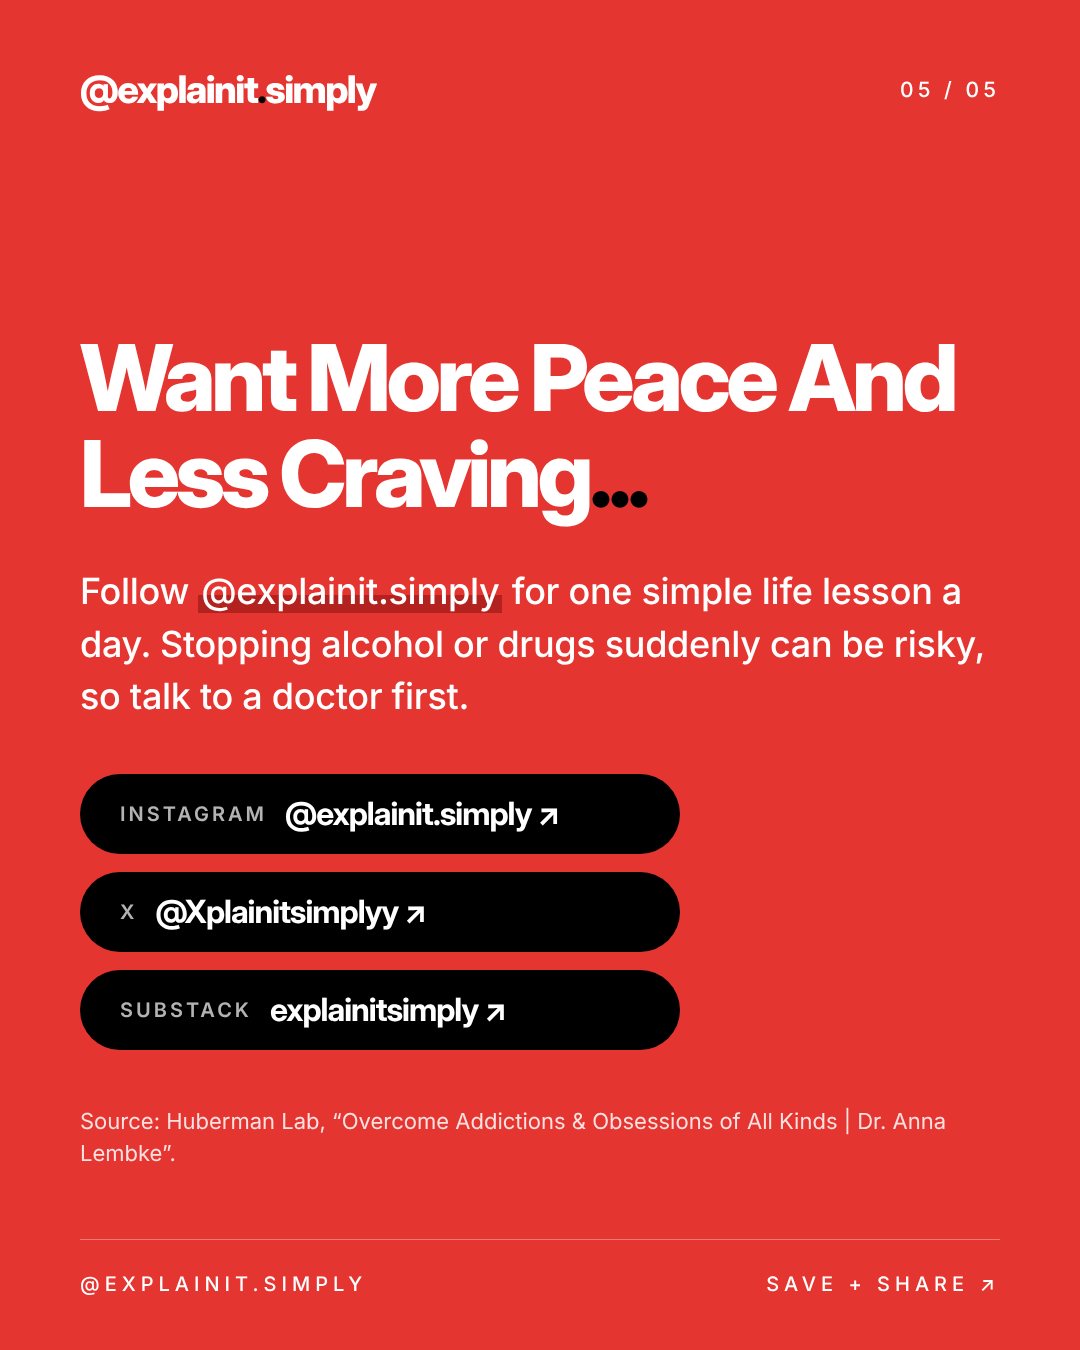 @explainit.simply
05 / 05
Want More Peace And
Less Craving...
Follow @explainit.simply for one simple life lesson a
day. Stopping alcohol or drugs suddenly can be risky,
so talk to a doctor first.
INSTAGRAM @explainit.simply ↗
X @Xplainitsimplyy ↗
SUBSTACK explainitsimply ↗
Source: Huberman Lab, “Overcome Addictions & Obsessions of All Kinds | Dr. Anna
Lembke”.
@EXPLAINIT.SIMPLY
SAVE + SHARE ↗